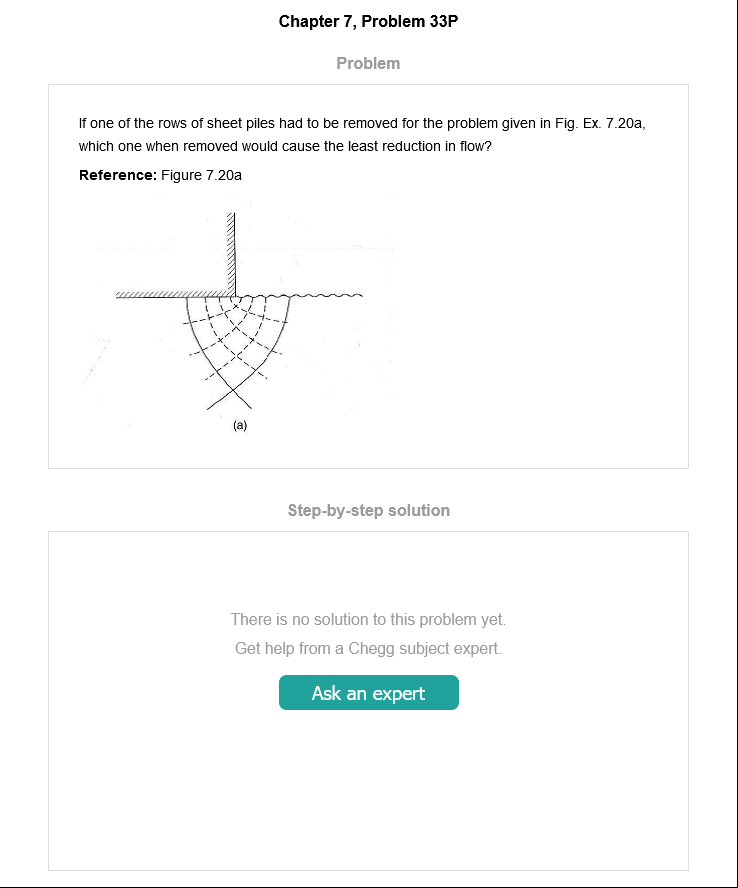 Chapter 7, Problem 33P
Problem
If one of the rows of sheet piles had to be removed for the problem given in Fig. Ex. 7.20a,
which one when removed would cause the least reduction in flow?
Reference: Figure 7.20a
(a)
Step-by-step solution
There is no solution to this problem yet.
Get help from a Chegg subject expert.
Ask an expert